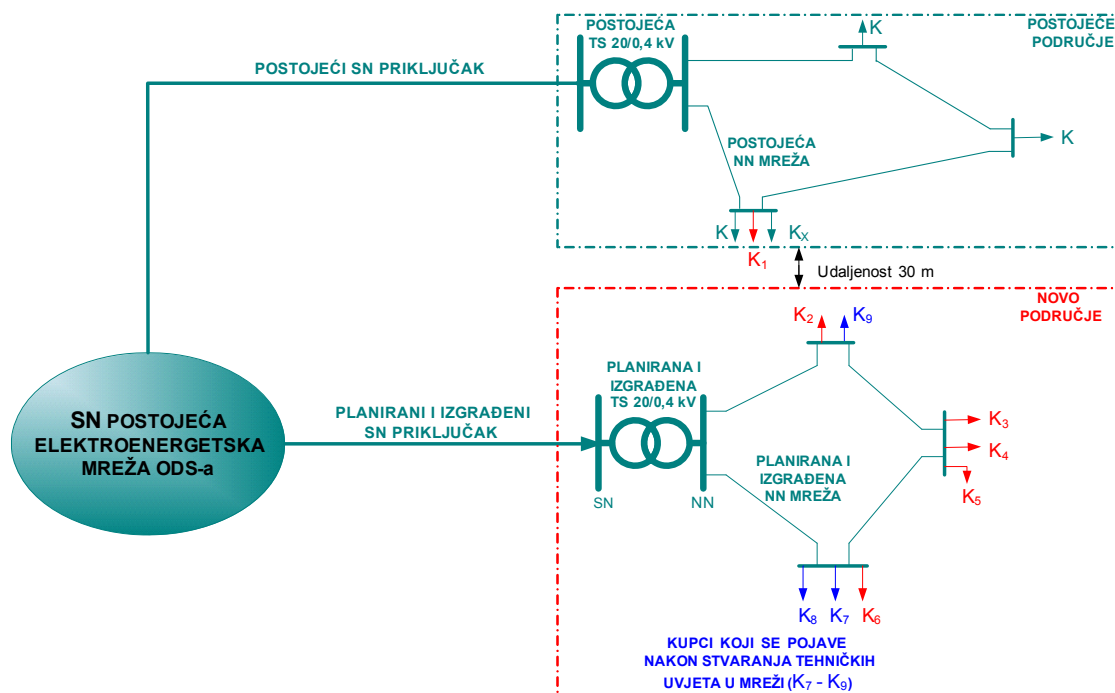 POSTOJEĆA
TS 20/0,4 kV
POSTOJEĆE
PODRUČJE
POSTOJEĆI SN PRIKLJUČAK
K
K
POSTOJEĆA
NN MREŽA
K
K1
KX
Udaljenost 30 m
NOVO
PODRUČJE
K2
K9
PLANIRANA I
IZGRAĐENA
TS 20/0,4 kV
SN POSTOJEĆA
ELEKTROENERGETSKA
MREŽA ODS-a
PLANIRANI I IZGRAĐENI
SN PRIKLJUČAK
K3
K4
K5
PLANIRANA I
IZGRAĐENA
NN MREŽA
SN
NN
K8
K7
K6
KUPCI KOJI SE POJAVE
NAKON STVARANJA TEHNIČKIH
UVJETA U MREŽI (K7 - K9)